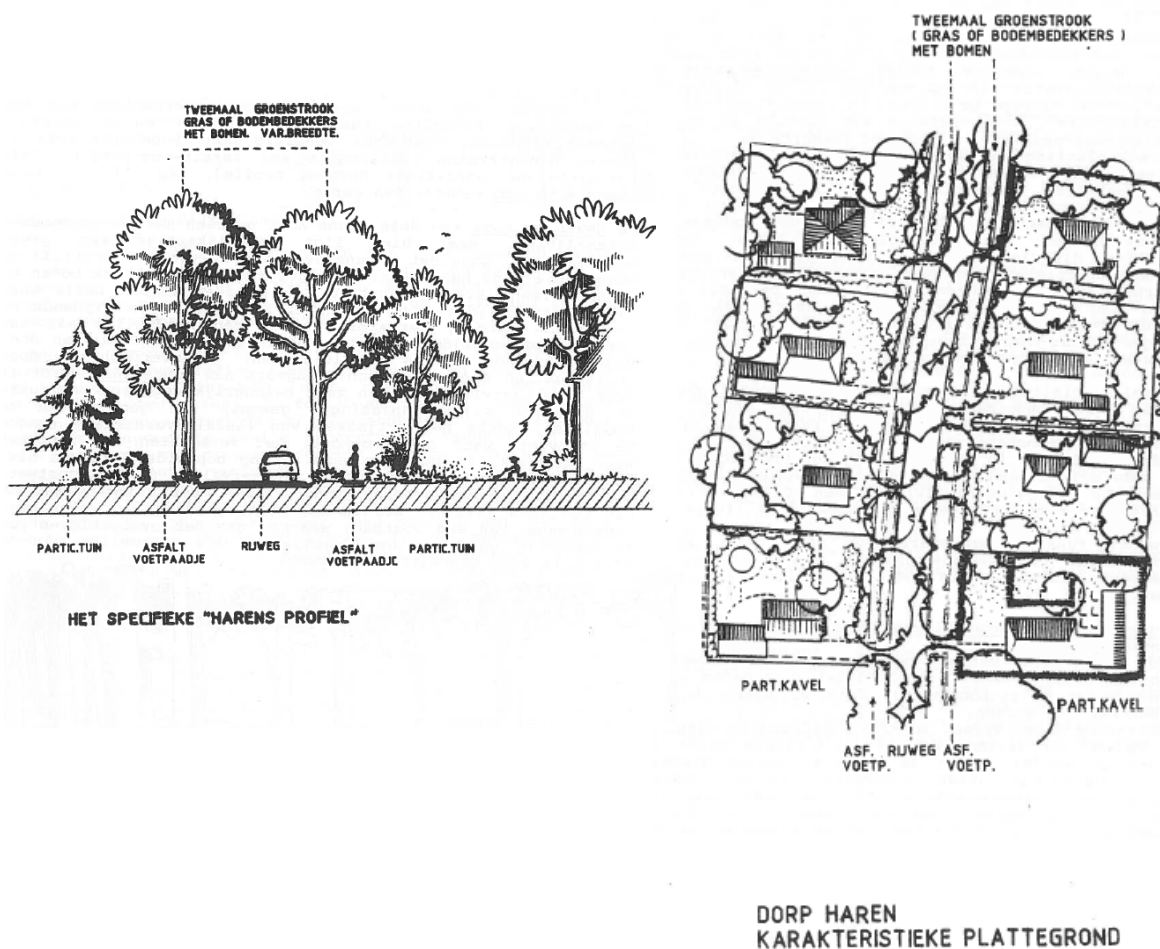 TWEEMAAL GROENSTROOK
GRAS OF BODEMBEDEKKERS
MET BOMEN. VAR.BREEDTE.
PARTIC.TUIN
ASFALT
VOETPAADJE
RIJWEG
ASFALT
VOETPAADJE
PARTIC.TUIN
HET SPECIFIEKE "HARENS PROFIEL"
TWEEMAAL GROENSTROOK
( GRAS OF BODEMBEDEKKERS )
MET BOMEN
PART.KAVEL
PART.KAVEL
ASF. RIJWEG ASF.
VOETP. VOETP.
DORP HAREN
KARAKTERISTIEKE PLATTEGROND